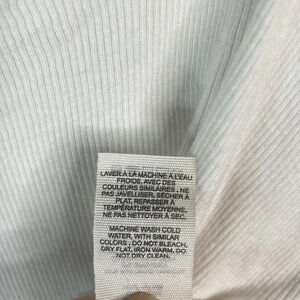 LAVER À LA MACHINE À L'EAU
FROIDE, AVEC DES
COULEURS SIMILAIRES . NE
PAS JAVELLISER, SÉCHER À
PLAT, REPASSER À
TEMPÉRATURE MOYENNE,
NE PAS NETTOYER À SEC.
MACHINE WASH COLD
WATER, WITH SIMILAR
COLORS . DO NOT BLEACH,
DRY FLAT, IRON WARM, DO
NOT DRY CLEAN.